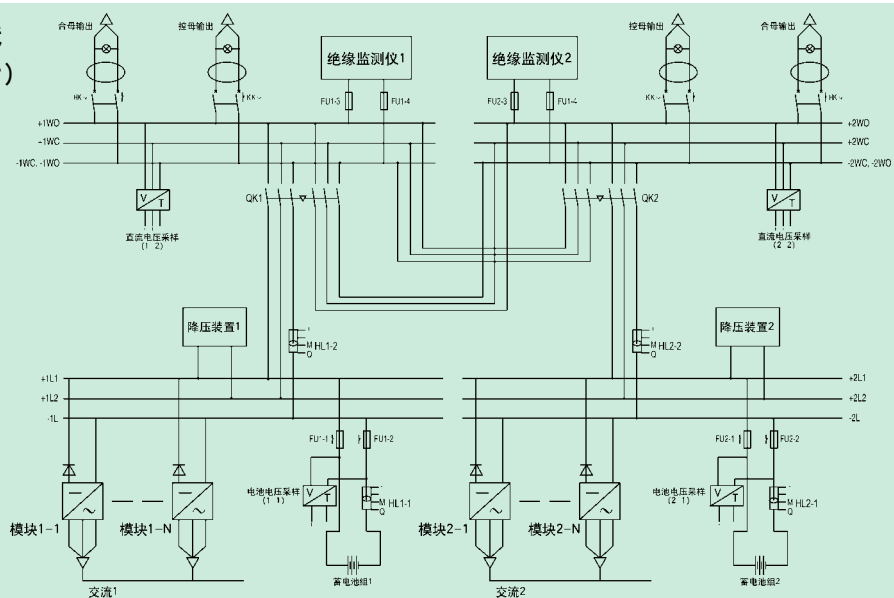 合母输出
控母输出
绝缘监测仪1
绝缘监测仪2
控母输出
合母输出
HK
KK
FU1-3
FU1-4
FU2-3
FU1-4
KK
HK
+1WO
+1WC
-1WC, -1WO
+2WO
+2WC
-2WC, -2WO
V
T
QK1
QK2
V
T
直流电压采样
(1 2)
直流电压采样
(2 2)
降压装置1
降压装置2
M
Q
HL1-2
M
Q
HL2-2
+1L1
+1L2
-1L
+2L1
+2L2
-2L
FU1-1
FU1-2
FU2-1
FU2-2
电池电压采样
(1 1)
V
T
M
Q
HL1-1
电池电压采样
(2 1)
V
T
M
Q
HL2-1
模块1-1
模块1-N
模块2-1
模块2-N
交流1
蓄电池组1
交流2
蓄电池组2